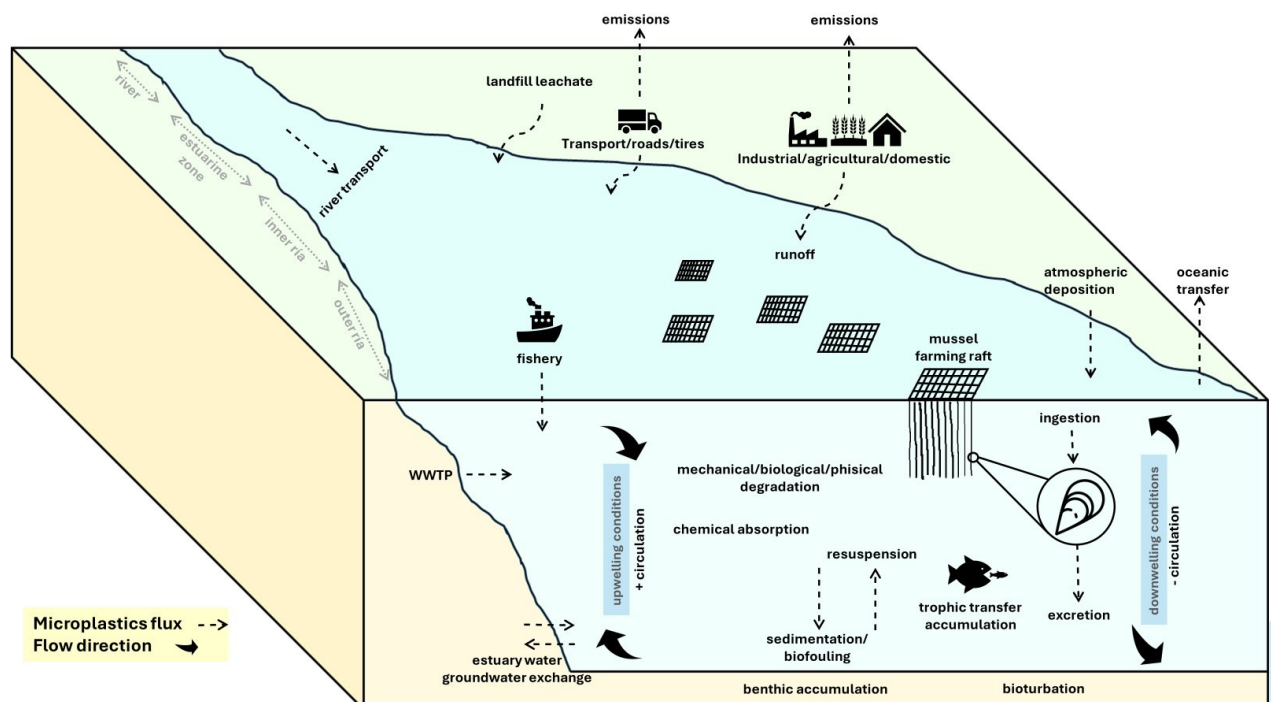 emissions
emissions
landfill leachate
Transport/roads/tires
Industrial/agricultural/domestic
river
estuarine
zone
river transport
inner ría
outer ría
runoff
atmospheric
deposition
oceanic
transfer
fishery
mussel
farming raft
ingestion
WWTP
upwelling conditions
+ circulation
mechanical/biological/phisical
degradation
chemical absorption
resuspension
trophic transfer
accumulation
excretion
downwelling conditions
- circulation
sedimentation/
biofouling
estuary water
groundwater exchange
benthic accumulation
bioturbation
Microplastics flux
Flow direction